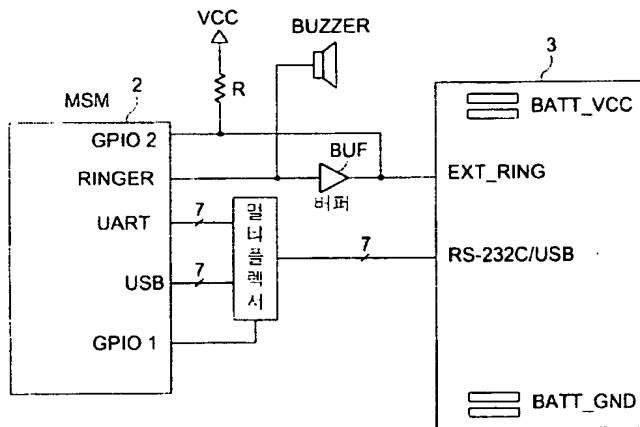 VCC
BUZZER
3
R
2
MSM
BATT_VCC
GPIO 2
BUF
RINGER
EXT_RING
버퍼
UART
7
멀티플렉서
7
RS-232C/USB
USB
7
GPIO 1
BATT_GND